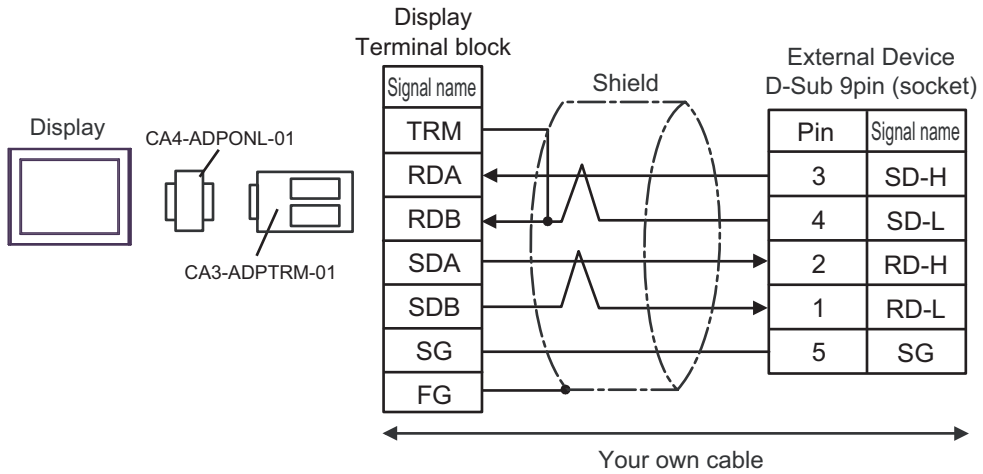 Display
CA4-ADPONL-01
CA3-ADPTRM-01
Display
Terminal block
Signal name
TRM
RDA
RDB
SDA
SDB
SG
FG
Shield
External Device
D-Sub 9pin (socket)
Pin Signal name
3 SD-H
4 SD-L
2 RD-H
1 RD-L
5 SG
Your own cable